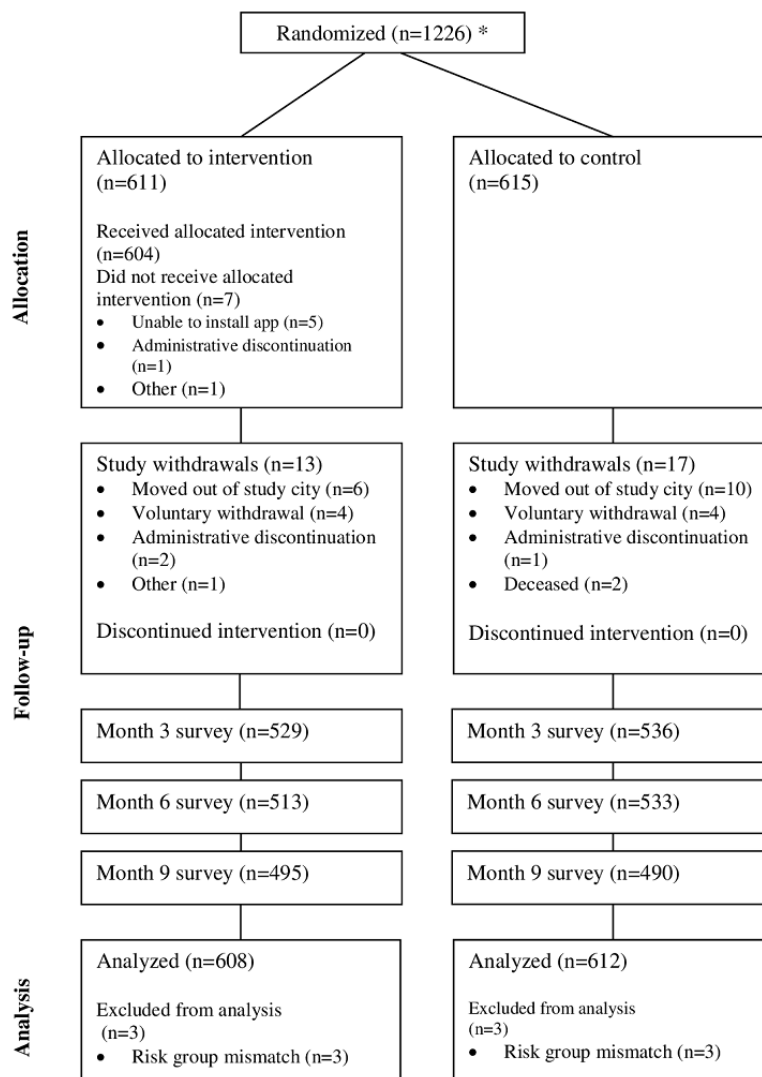 Randomized (n=1226) *
Allocation
Allocated to intervention
(n=611)
Received allocated intervention
(n=604)
Did not receive allocated
intervention (n=7)
• Unable to install app (n=5)
• Administrative discontinuation
(n=1)
• Other (n=1)
Allocated to control
(n=615)
Follow-up
Study withdrawals (n=13)
• Moved out of study city (n=6)
• Voluntary withdrawal (n=4)
• Administrative discontinuation
(n=2)
• Other (n=1)
Discontinued intervention (n=0)
Study withdrawals (n=17)
• Moved out of study city (n=10)
• Voluntary withdrawal (n=4)
• Administrative discontinuation
(n=1)
• Deceased (n=2)
Discontinued intervention (n=0)
Month 3 survey (n=529)
Month 3 survey (n=536)
Month 6 survey (n=513)
Month 6 survey (n=533)
Month 9 survey (n=495)
Month 9 survey (n=490)
Analysis
Analyzed (n=608)
Excluded from analysis
(n=3)
• Risk group mismatch (n=3)
Analyzed (n=612)
Excluded from analysis
(n=3)
• Risk group mismatch (n=3)